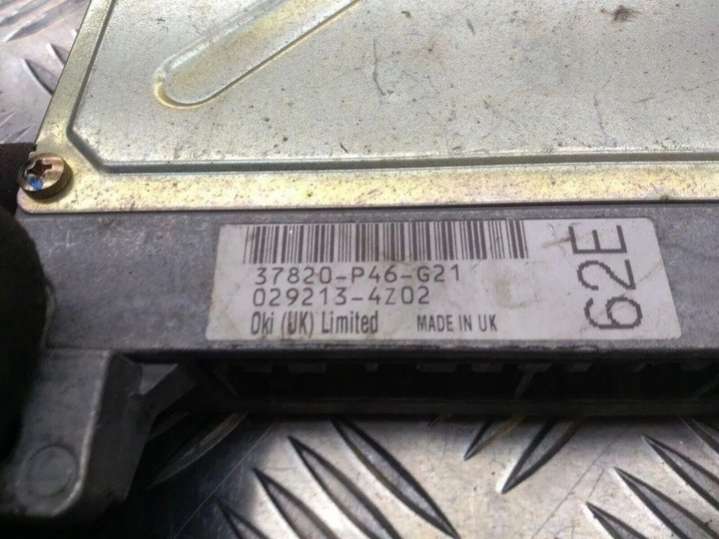 37820-P46-G21
029213-4Z02
Oki (UK) Limited MADE IN UK
62E